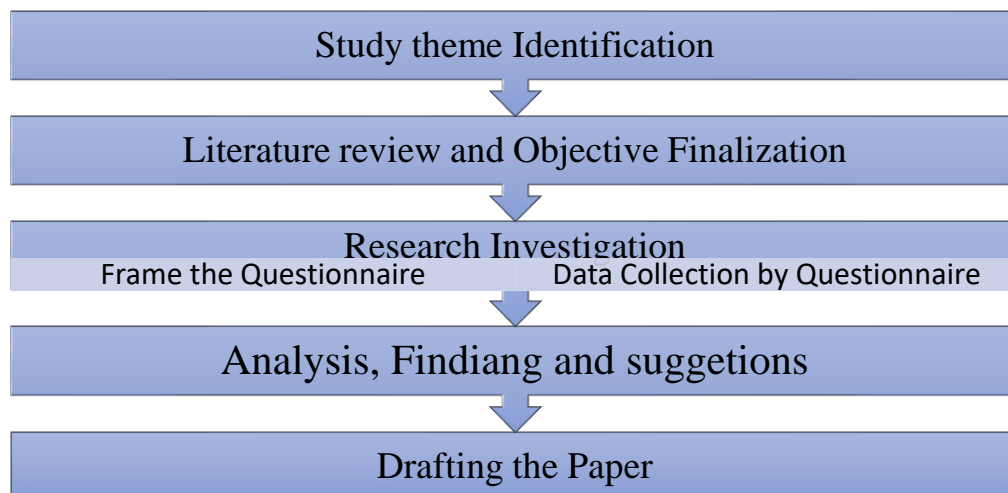 Study theme Identification
Literature review and Objective Finalization
Research Investigation
Frame the Questionnaire
Data Collection by Questionnaire
Analysis, Findiang and suggetions
Drafting the Paper